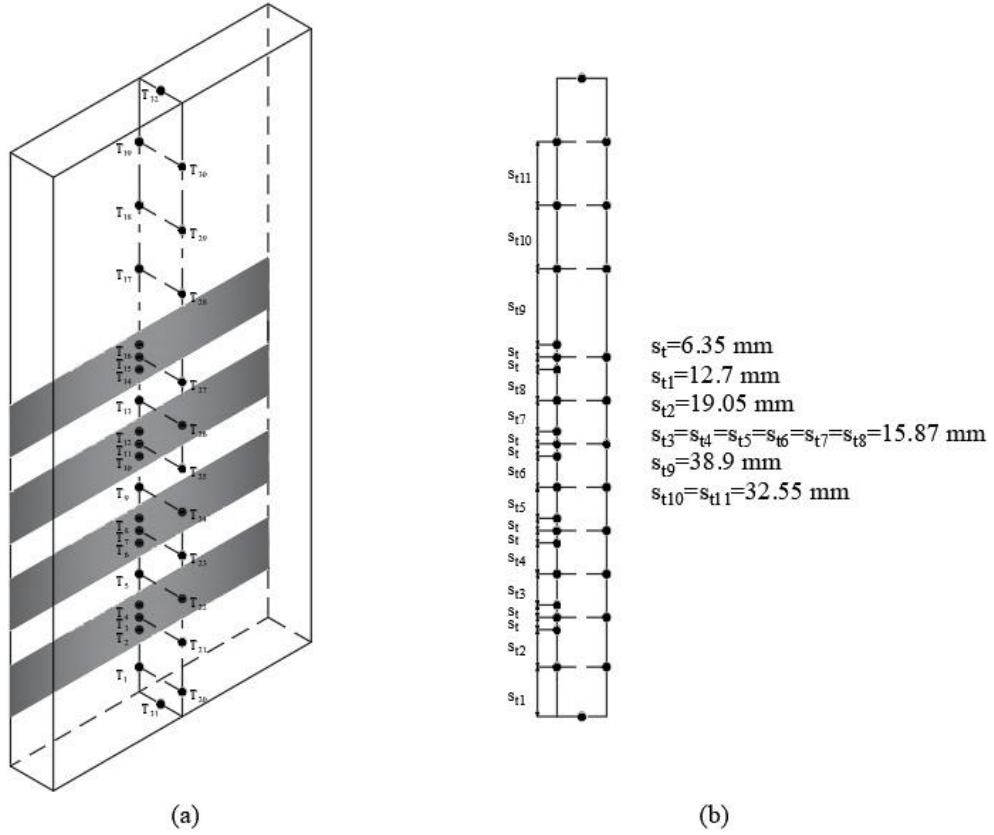 T32
T19
T30
T18
T29
T17
T28
T16
T15
T14
T27
T13
T26
T12
T11
T10
T25
T9
T24
T8
T7
T6
T23
T5
T22
T4
T3
T2
T21
T1
T20
T31
(a)
st11
st10
st9
st
st
st8
st7
st
st
st6
st5
st
st
st4
st3
st
st
st2
st1
st=6.35 mm
st1=12.7 mm
st2=19.05 mm
st3=st4=st5=st6=st7=st8=15.87 mm
st9=38.9 mm
st10=st11=32.55 mm
(b)